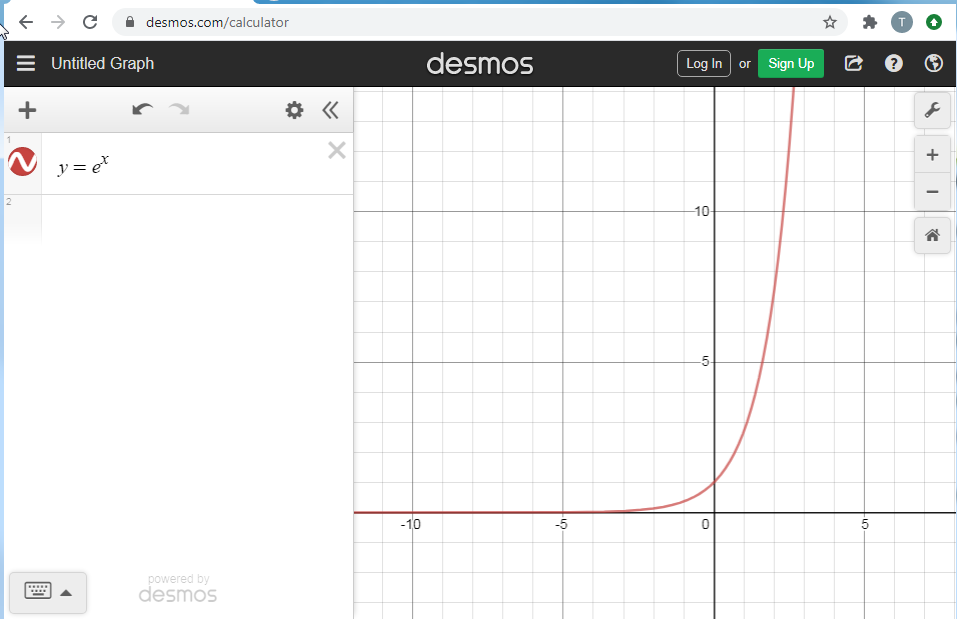 desmos.com/calculator
T
Untitled Graph
desmos
Log In or Sign Up
?
1
y = eˣ
2
10
5
-10 -5 0 5
powered by
desmos